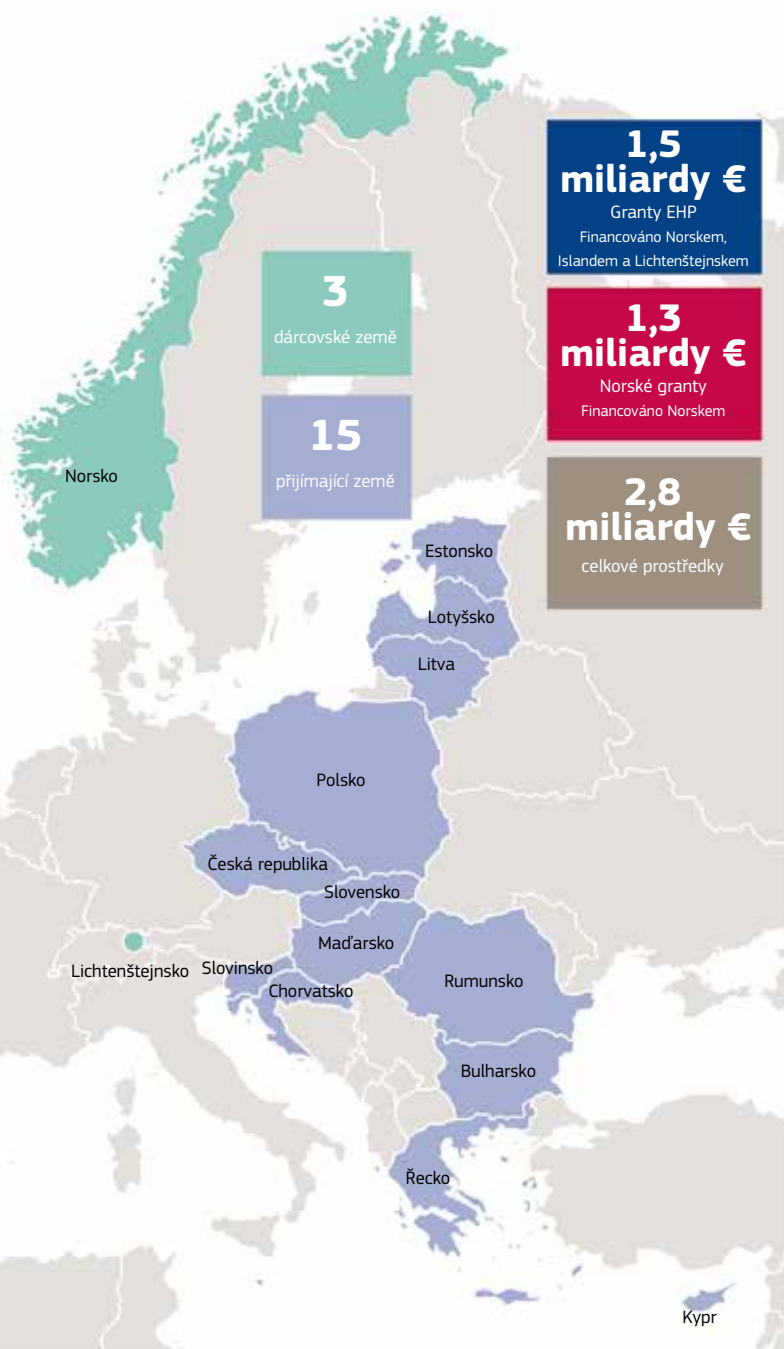 1,5
miliardy €
Granty EHP
Financováno Norskem,
Islandem a Lichtenštejnskem
3
dárcovské země
1,3
miliardy €
Norské granty
Financováno Norskem
15
přijímající země
2,8
miliardy €
celkové prostředky
Norsko
Estonsko
Lotyšsko
Litva
Polsko
Česká republika
Slovensko
Maďarsko
Lichtenštejnsko
Slovinsko
Chorvatsko
Rumunsko
Bulharsko
Řecko
Kypr